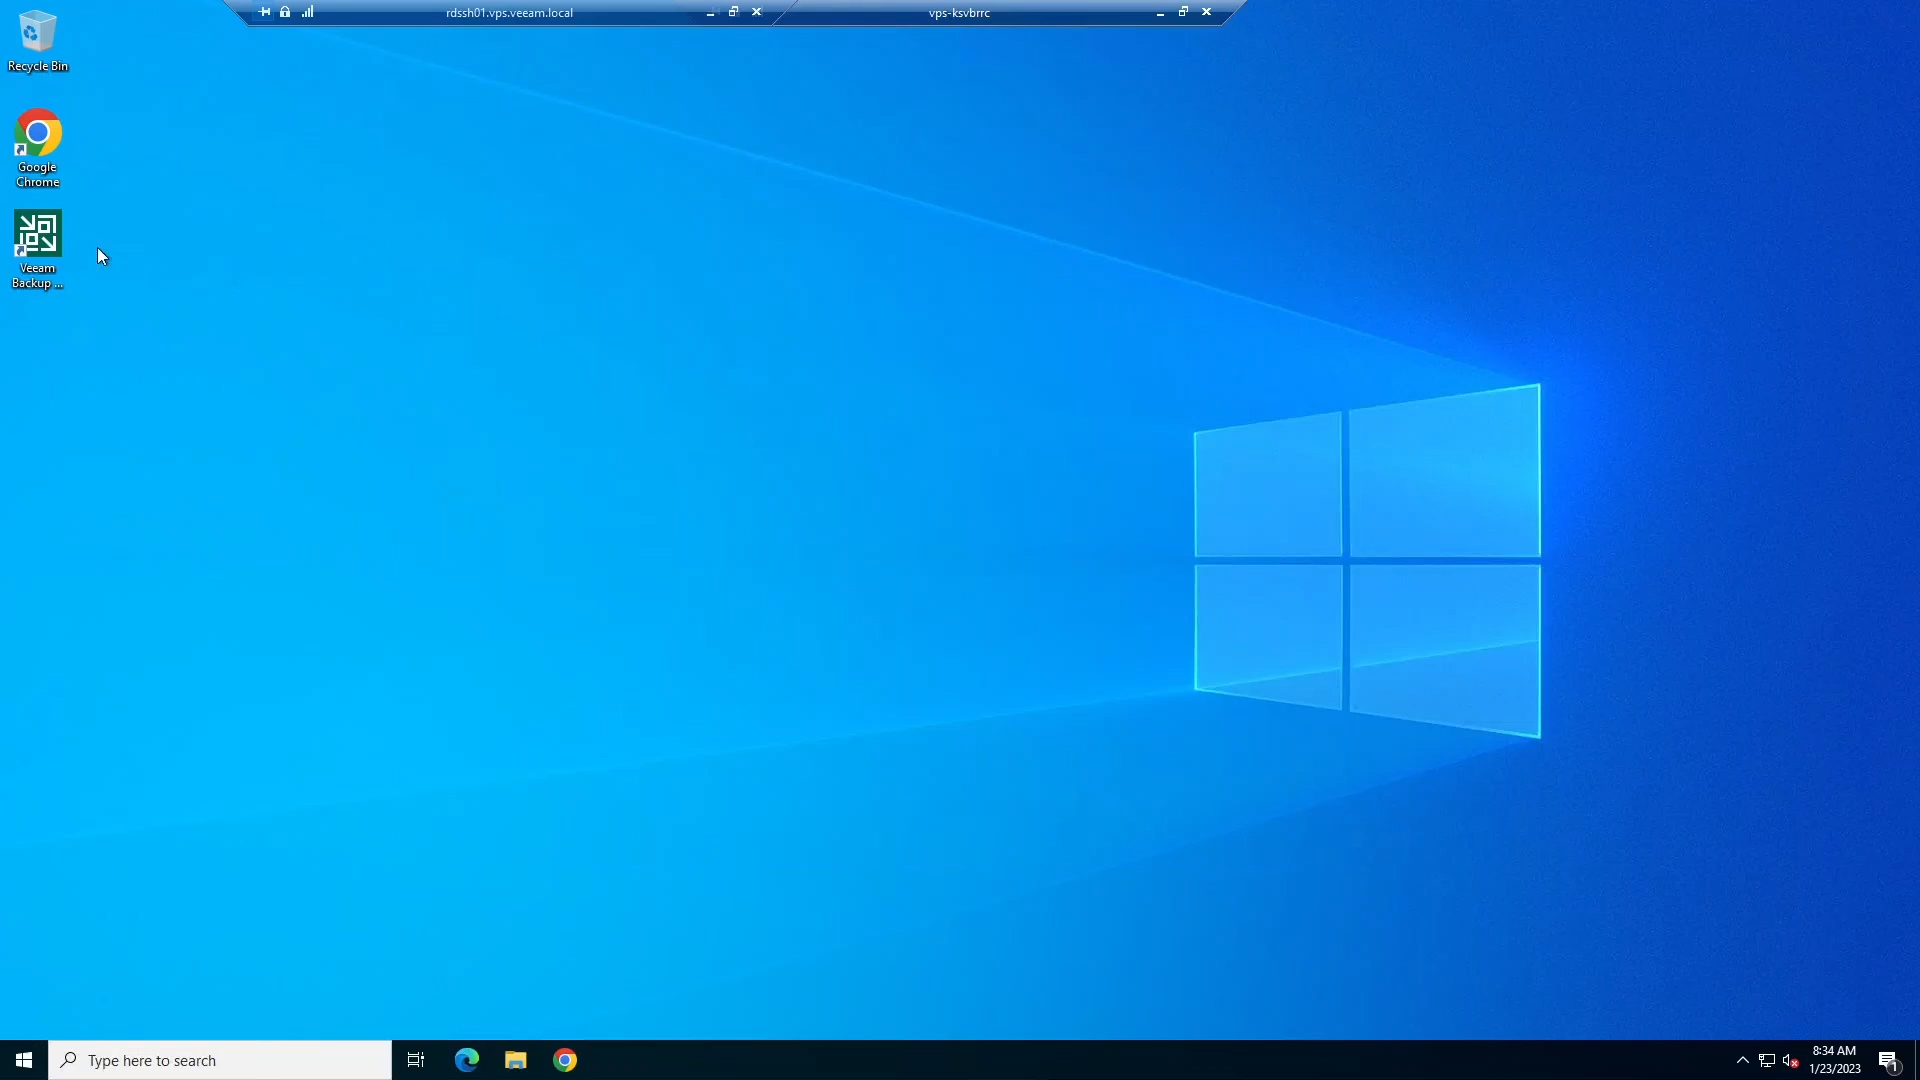 rdssh01.vps.veeam.local
vps-ksvbrrc
Recycle Bin
Google
Chrome
Veeam
Backup ...
Type here to search
8:34 AM
1/23/2023
1